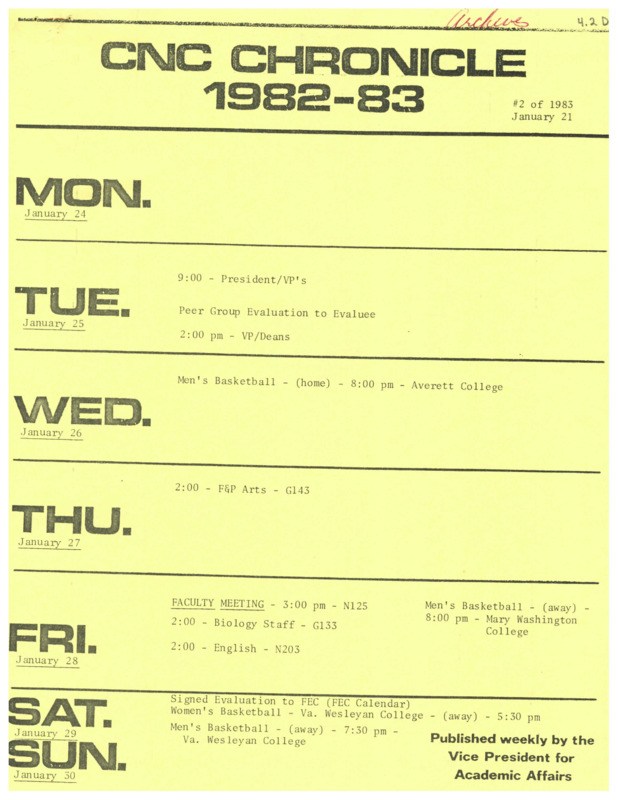 Archives 4.2 D
CNC CHRONICLE
1982-83
#2 of 1983
January 21
MON.
January 24
TUE.
January 25
9:00 - President/VP's
Peer Group Evaluation to Evaluee
2:00 pm - VP/Deans
WED.
January 26
Men's Basketball - (home) - 8:00 pm - Averett College
THU.
January 27
2:00 - F&P Arts - G143
FRI.
January 28
FACULTY MEETING - 3:00 pm - N125
2:00 - Biology Staff - G133
2:00 - English - N203
Men's Basketball - (away) -
8:00 pm - Mary Washington
College
SAT.
January 29
SUN.
January 30
Signed Evaluation to FEC (FEC Calendar)
Women's Basketball - Va. Wesleyan College - (away) - 5:30 pm
Men's Basketball - (away) - 7:30 pm -
Va. Wesleyan College
Published weekly by the
Vice President for
Academic Affairs